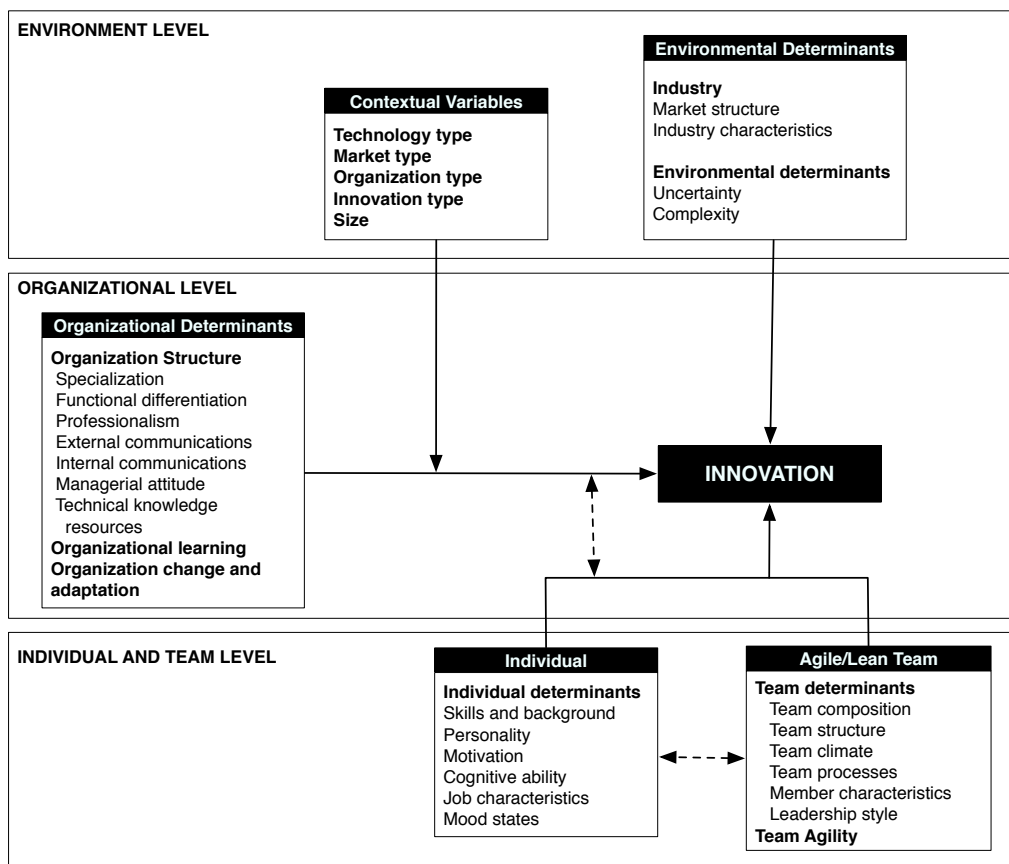 ENVIRONMENT LEVEL
Environmental Determinants
Industry
Market structure
Industry characteristics
Environmental determinants
Uncertainty
Complexity
Contextual Variables
Technology type
Market type
Organization type
Innovation type
Size
ORGANIZATIONAL LEVEL
Organizational Determinants
Organization Structure
Specialization
Functional differentiation
Professionalism
External communications
Internal communications
Managerial attitude
Technical knowledge
resources
Organizational learning
Organization change and
adaptation
INNOVATION
INDIVIDUAL AND TEAM LEVEL
Individual
Individual determinants
Skills and background
Personality
Motivation
Cognitive ability
Job characteristics
Mood states
Agile/Lean Team
Team determinants
Team composition
Team structure
Team climate
Team processes
Member characteristics
Leadership style
Team Agility